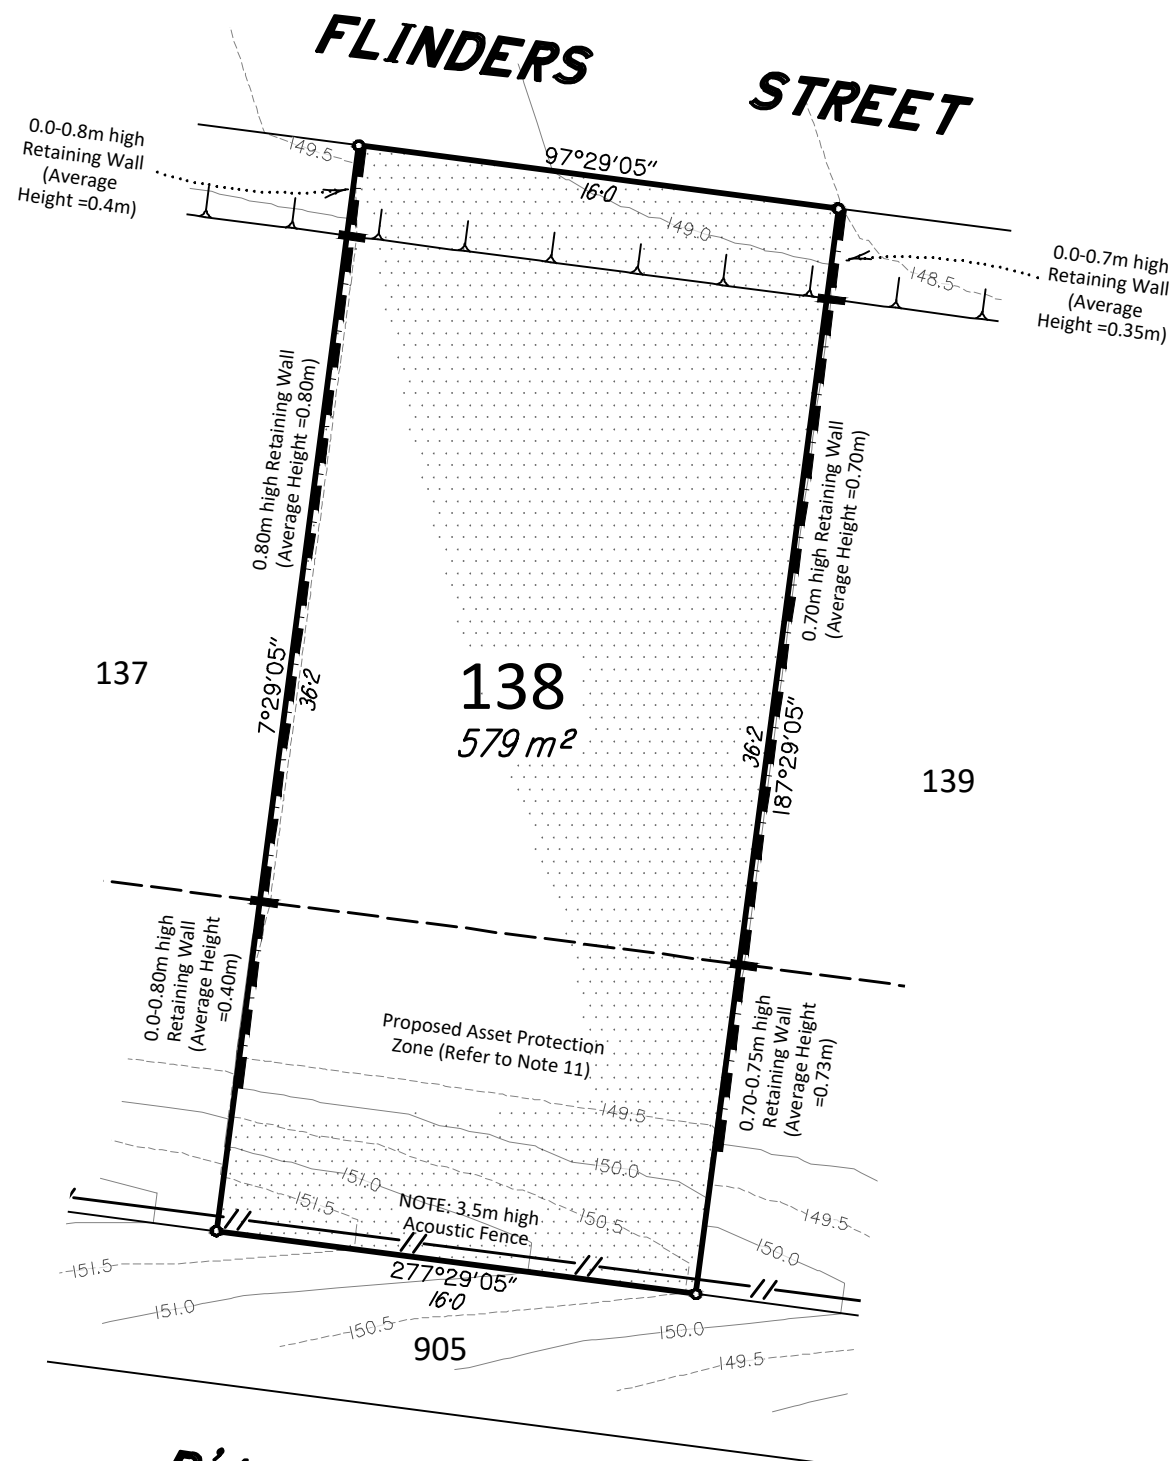 FLINDERS STREET
0.0-0.8m high
Retaining Wall
(Average
Height =0.4m)
149.5
97°29'05"
16·0
149.0
148.5
0.0-0.7m high
Retaining Wall
(Average
Height =0.35m)
0.80m high Retaining Wall
(Average Height =0.80m)
0.70m high Retaining Wall
(Average Height =0.70m)
137
7°29'05"
36·2
138
579 m²
36·2
187°29'05"
139
0.0-0.80m high
Retaining Wall
(Average Height
=0.40m)
Proposed Asset Protection
Zone (Refer to Note 11)
0.70-0.75m high
Retaining Wall
(Average Height
=0.73m)
149.5
150.0
151.0
151.5
NOTE: 3.5m high
Acoustic Fence
150.5
149.5
150.0
277°29'05"
16·0
151.5
151.0
150.5
150.0
149.5
905